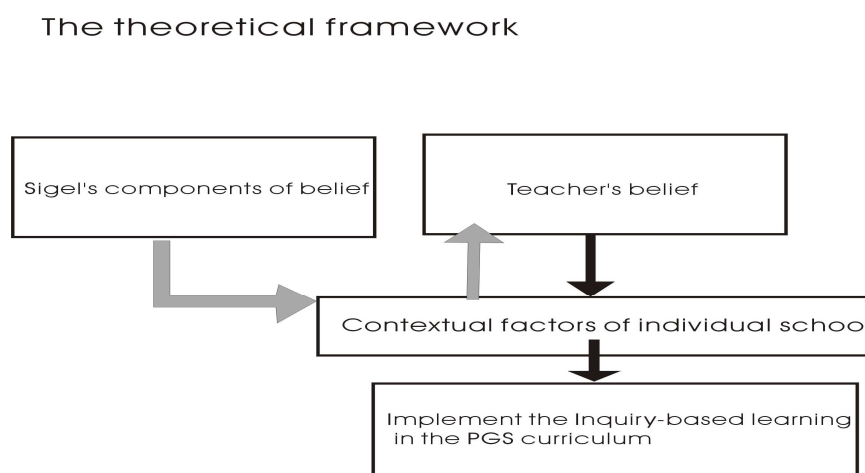 The theoretical framework
Sigel's components of belief
Teacher's belief
Contextual factors of individual schoo
Implement the Inquiry-based learning
in the PGS curriculum